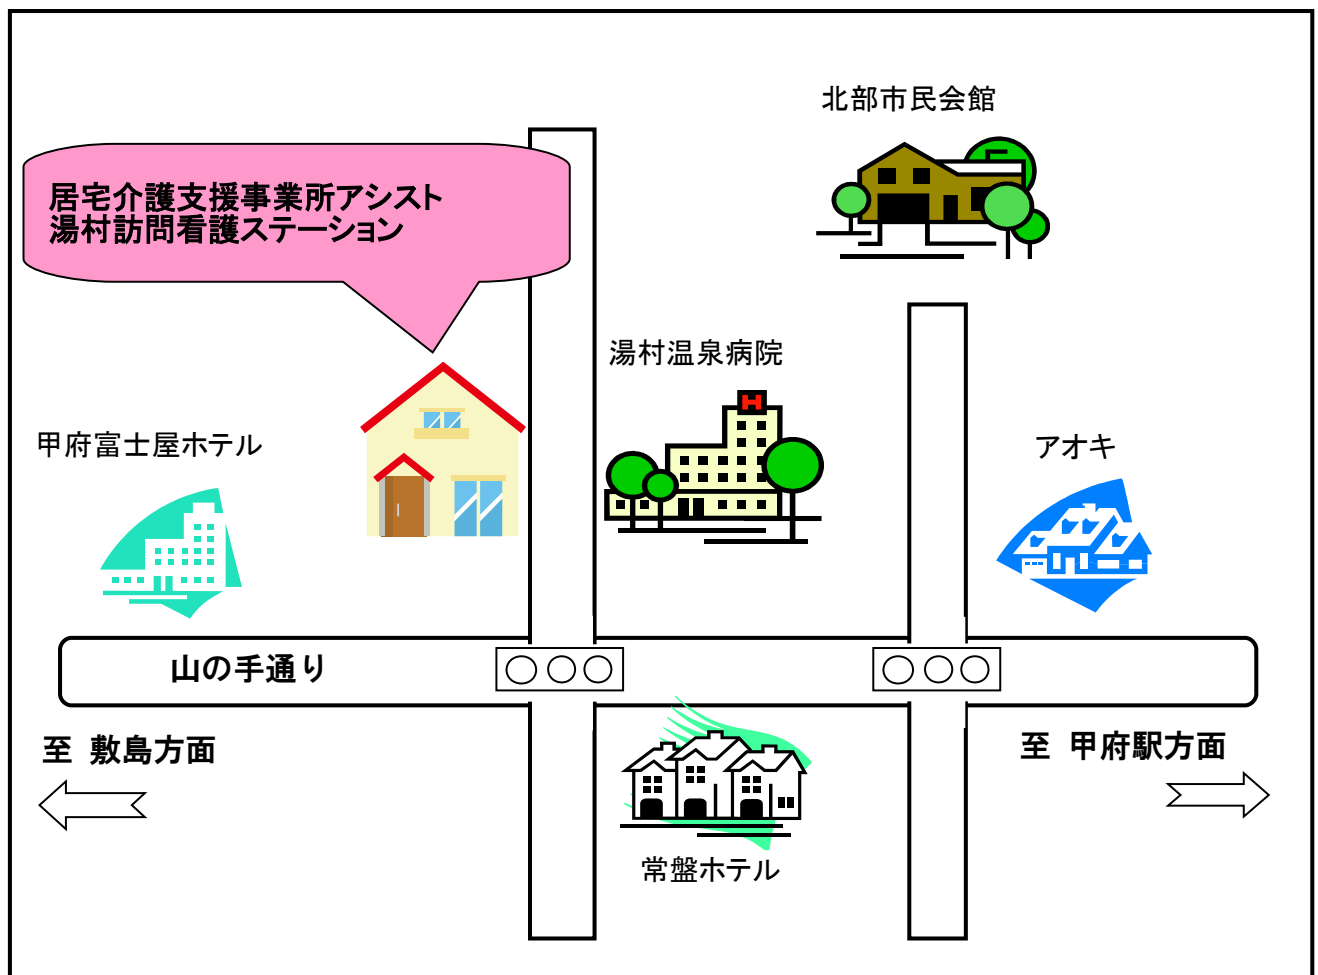 北部市民会館
居宅介護支援事業所アシスト
湯村訪問看護ステーション
湯村温泉病院
甲府富士屋ホテル
アオキ
H
山の手通り
至 敷島方面
至 甲府駅方面
常盤ホテル